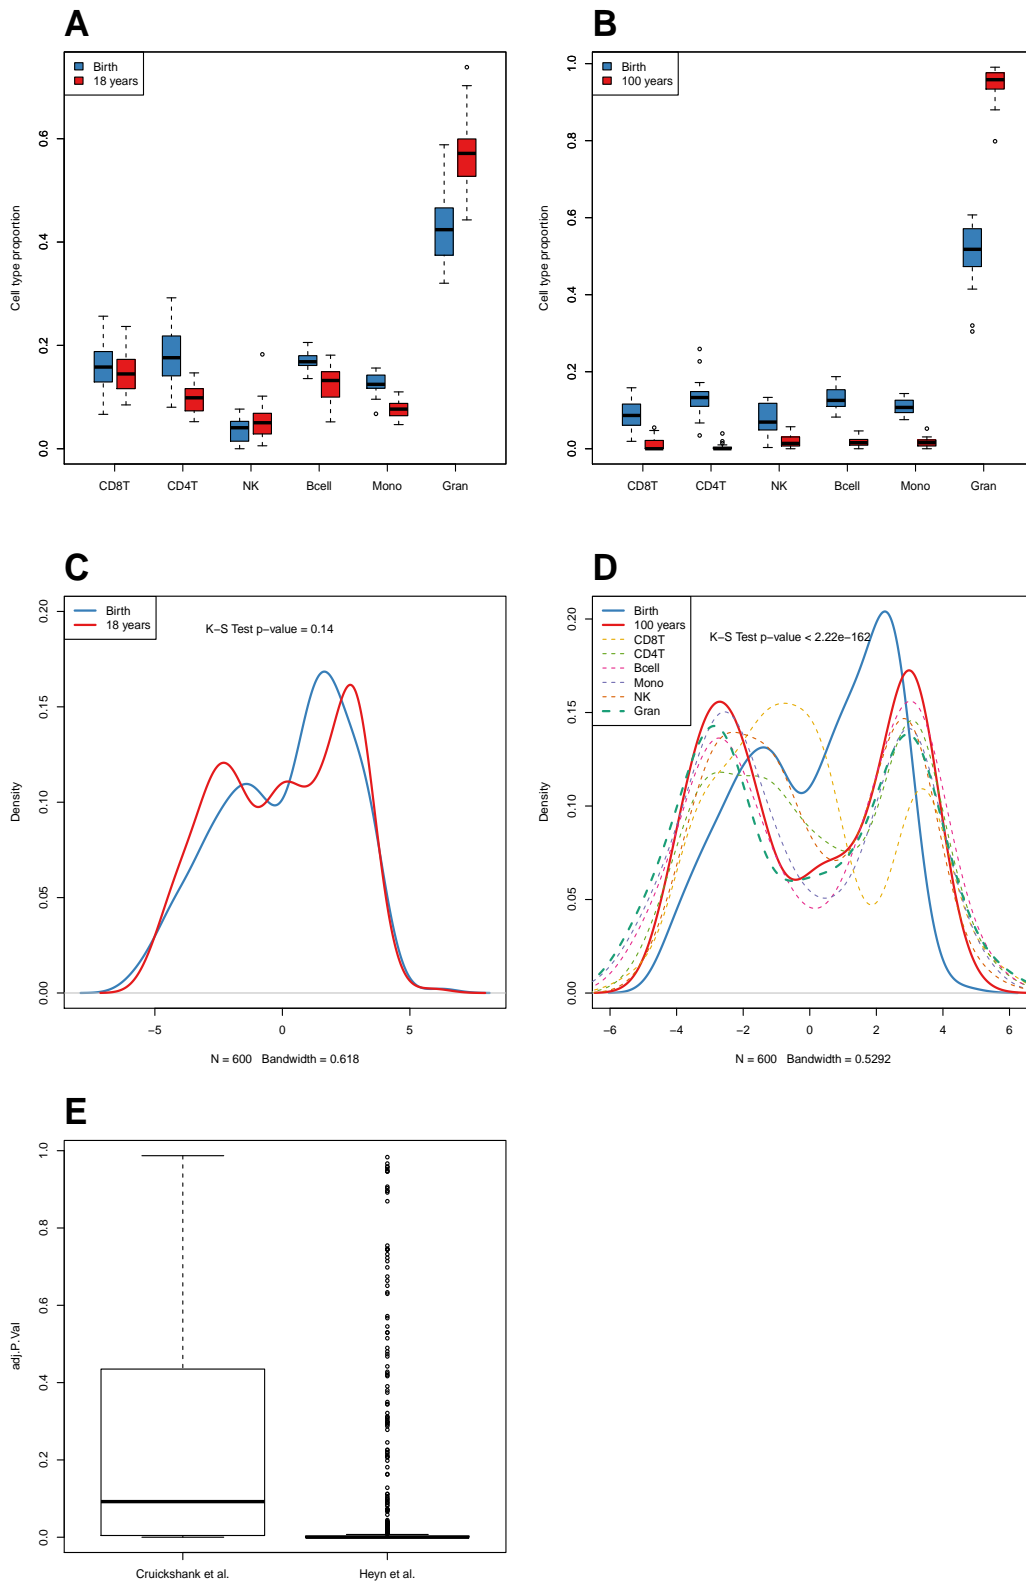 A
Birth
18 years
Cell type proportion
0.0
0.2
0.4
0.6
CD8T
CD4T
NK
Bcell
Mono
Gran
B
Birth
100 years
Cell type proportion
0.0
0.2
0.4
0.6
0.8
1.0
CD8T
CD4T
NK
Bcell
Mono
Gran
C
Birth
18 years
K−S Test p−value = 0.14
Density
0.00
0.05
0.10
0.15
0.20
−5
0
5
N = 600 Bandwidth = 0.618
D
Birth
100 years
CD8T
CD4T
Bcell
Mono
NK
Gran
K−S Test p−value < 2.22e−162
Density
0.00
0.05
0.10
0.15
0.20
−6
−4
−2
0
2
4
6
N = 600 Bandwidth = 0.5292
E
adj.P.Val
0.0
0.2
0.4
0.6
0.8
1.0
Cruickshank et al.
Heyn et al.